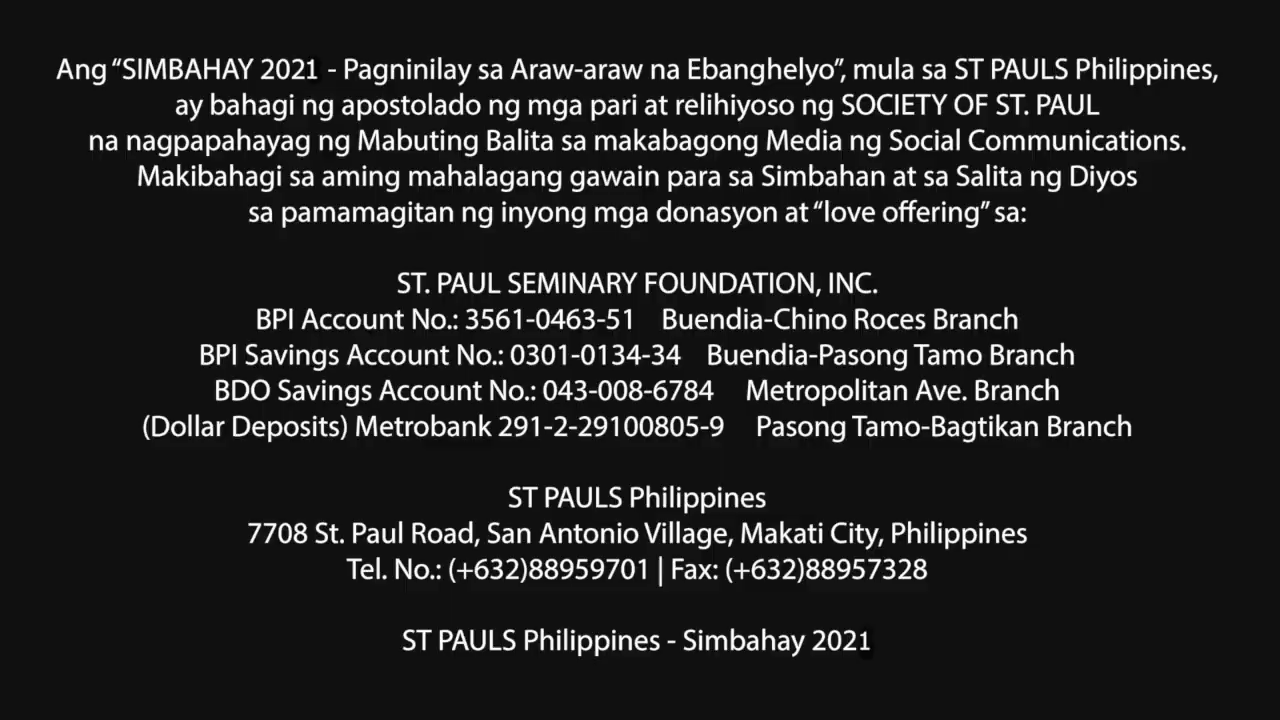 Ang “SIMBAHAY 2021 - Pagninilay sa Araw-araw na Ebanghelyo”, mula sa ST PAULS Philippines,
ay bahagi ng apostolado ng mga pari at relihiyoso ng SOCIETY OF ST. PAUL
na nagpapahayag ng Mabuting Balita sa makabagong Media ng Social Communications.
Makibahagi sa aming mahalagang gawain para sa Simbahan at sa Salita ng Diyos
sa pamamagitan ng inyong mga donasyon at “love offering” sa:
ST. PAUL SEMINARY FOUNDATION, INC.
BPI Account No.: 3561-0463-51 Buendia-Chino Roces Branch
BPI Savings Account No.: 0301-0134-34 Buendia-Pasong Tamo Branch
BDO Savings Account No.: 043-008-6784 Metropolitan Ave. Branch
(Dollar Deposits) Metrobank 291-2-29100805-9 Pasong Tamo-Bagtikan Branch
ST PAULS Philippines
7708 St. Paul Road, San Antonio Village, Makati City, Philippines
Tel. No.: (+632)88959701 | Fax: (+632)88957328
ST PAULS Philippines - Simbahay 2021